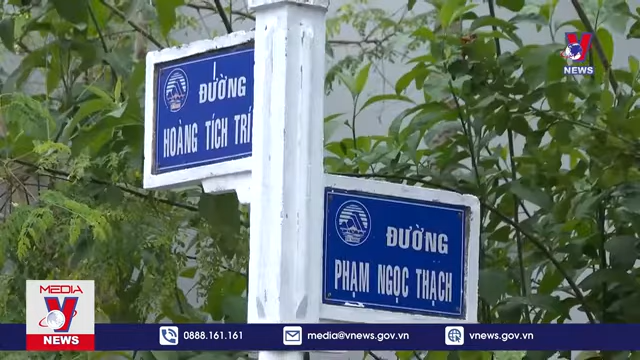 V
NEWS
ĐƯỜNG
HOÀNG TÍCH TRÍ
ĐƯỜNG
PHẠM NGỌC THẠCH
MEDIA
V
NEWS
0888.161.161
media@vnews.gov.vn
vnews.gov.vn